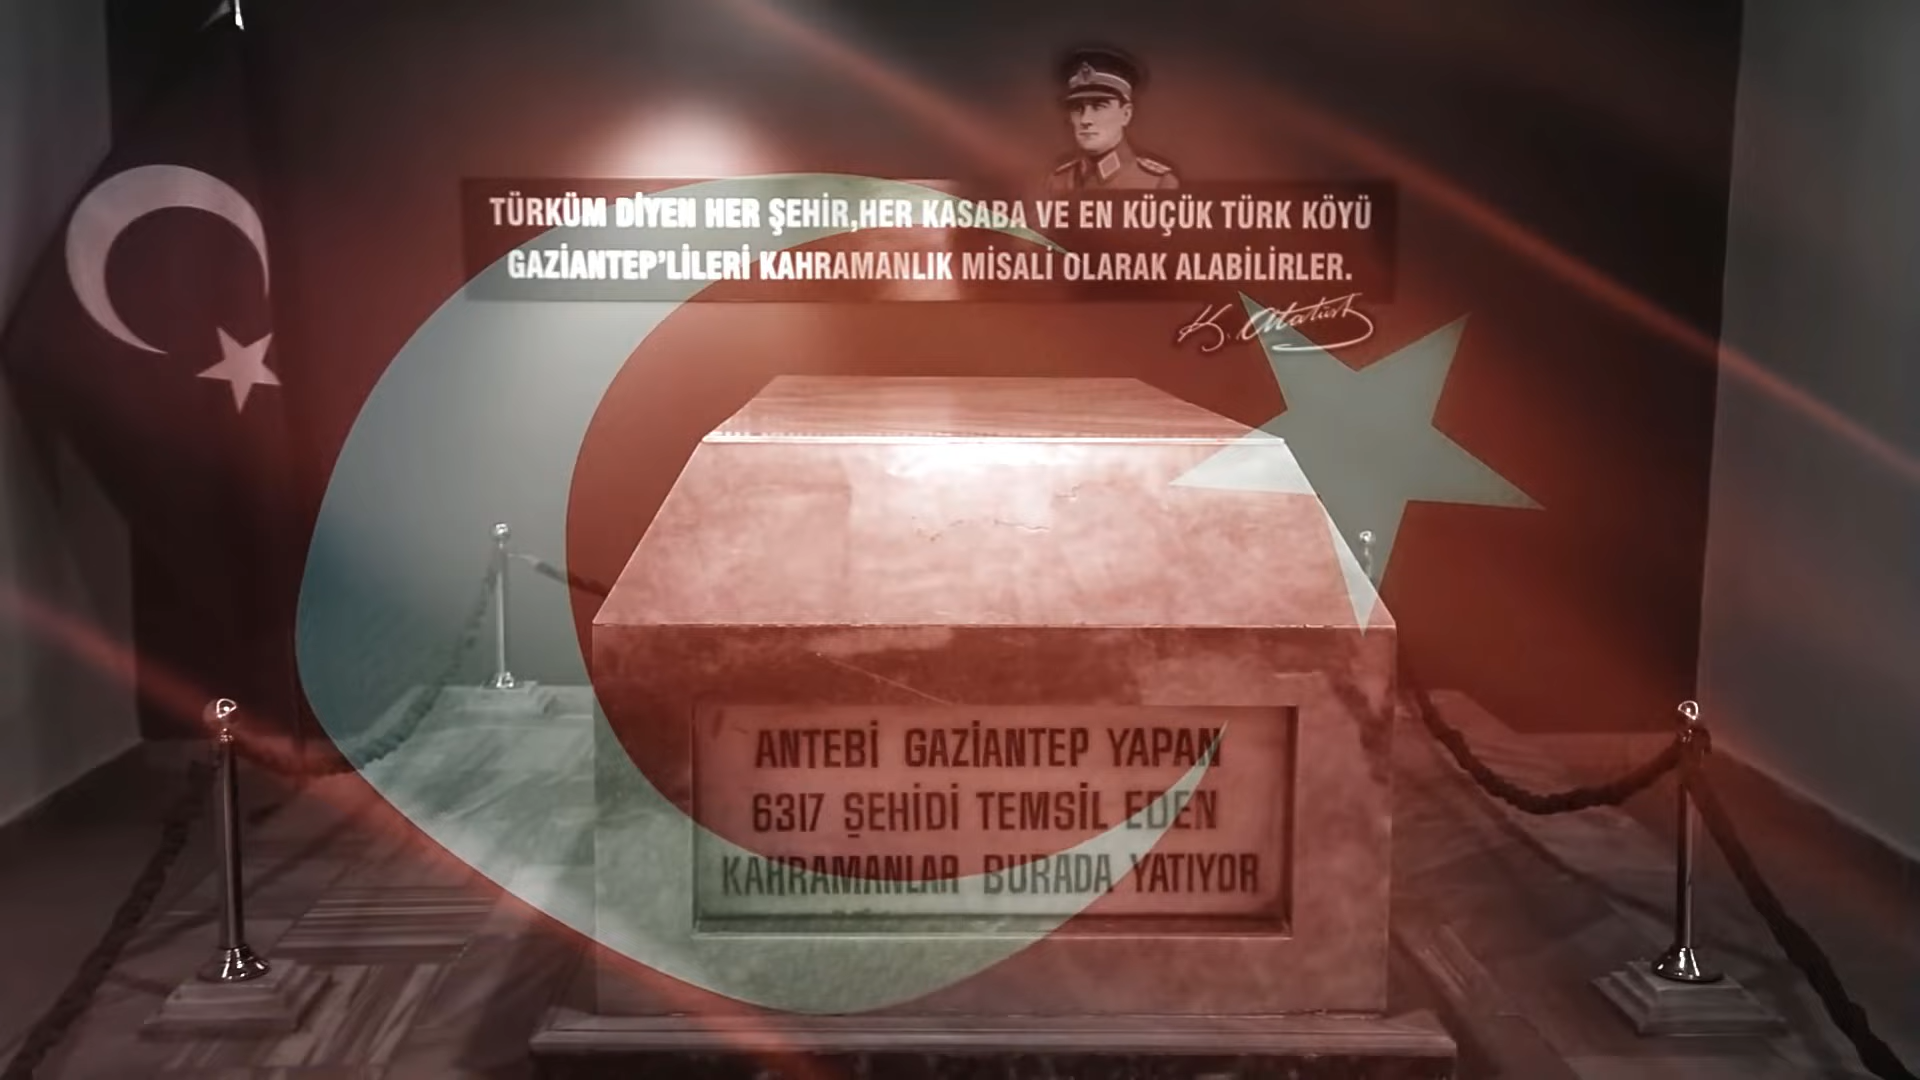 TÜRKÜM DİYEN HER ŞEHİR,HER KASABA VE EN KÜÇÜK TÜRK KÖYÜ
GAZİANTEP'LİLERİ KAHRAMANLIK MİSALİ OLARAK ALABİLİRLER.
K. Atatürk
ANTEBİ GAZİANTEP YAPAN
6317 ŞEHİDİ TEMSİL EDEN
KAHRAMANLAR BURADA YATIYOR